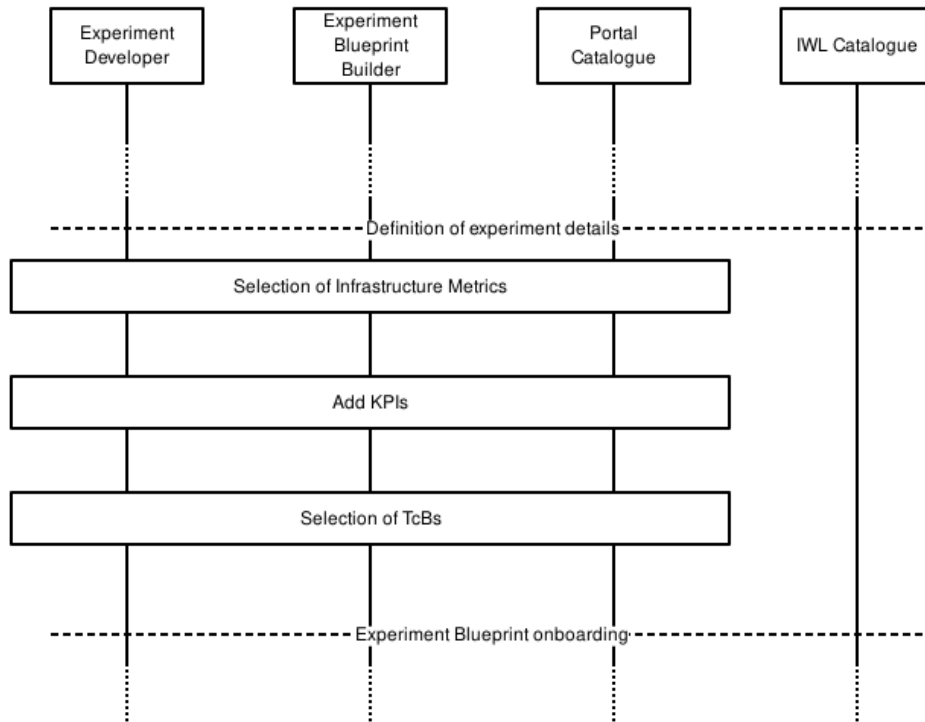 Experiment
Developer
Experiment
Blueprint
Builder
Portal
Catalogue
IWL Catalogue
Definition of experiment details
Selection of Infrastructure Metrics
Add KPIs
Selection of TcBs
Experiment Blueprint onboarding